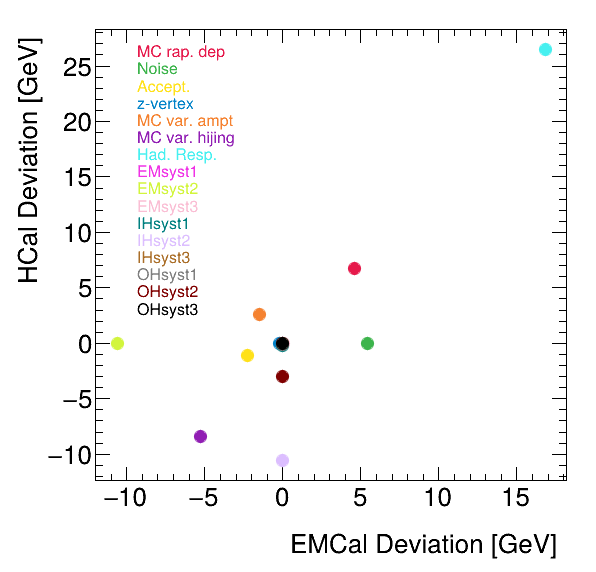 HCal Deviation [GeV]
25
20
15
10
5
0
−5
−10
MC rap. dep
Noise
Accept.
z-vertex
MC var. ampt
MC var. hijing
Had. Resp.
EMsyst1
EMsyst2
EMsyst3
IHsyst1
IHsyst2
IHsyst3
OHsyst1
OHsyst2
OHsyst3
−10 −5 0 5 10 15
EMCal Deviation [GeV]